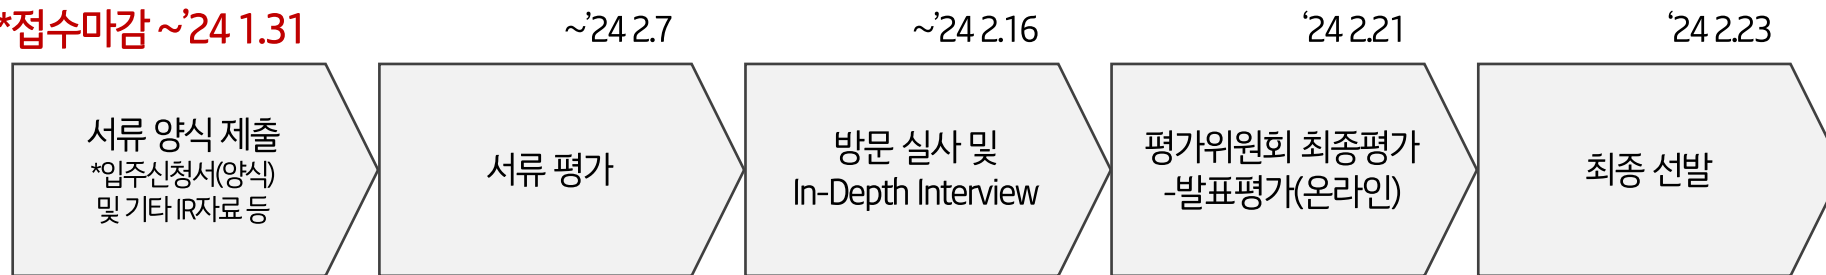 *접수마감 ~’24 1.31
~’24 2.7
~’24 2.16
‘24 2.21
‘24 2.23
서류 양식 제출
*입주신청서(양식)
및 기타 IR자료 등
서류 평가
방문 실사 및
In-Depth Interview
평가위원회 최종평가
-발표평가(온라인)
최종 선발